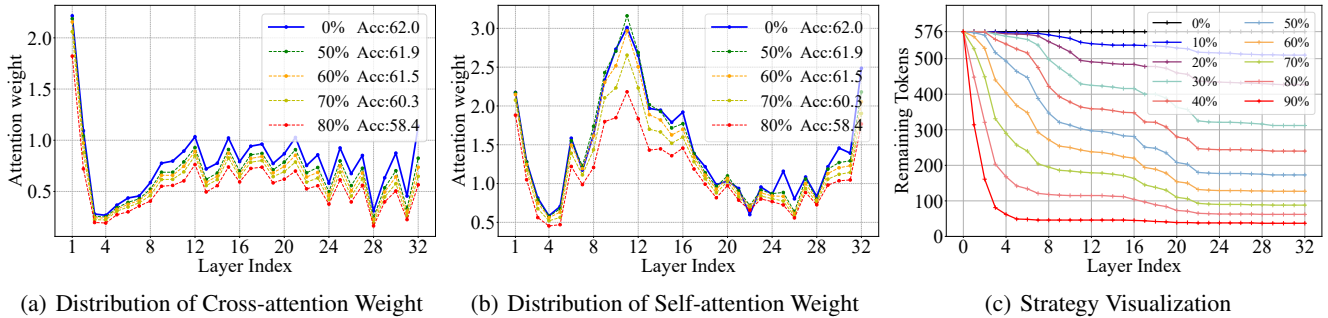 Attention weight
2.0
1.5
1.0
0.5
0% Acc:62.0
50% Acc:61.9
60% Acc:61.5
70% Acc:60.3
80% Acc:58.4
1 4 8 12 16 20 24 28 32
Layer Index
(a) Distribution of Cross-attention Weight
Attention weight
3.0
2.5
2.0
1.5
1.0
0.5
0% Acc:62.0
50% Acc:61.9
60% Acc:61.5
70% Acc:60.3
80% Acc:58.4
1 4 8 12 16 20 24 28 32
Layer Index
(b) Distribution of Self-attention Weight
Remaining Tokens
576
500
400
300
200
100
0
0% 50%
10% 60%
20% 70%
30% 80%
40% 90%
0 4 8 12 16 20 24 28 32
Layer Index
(c) Strategy Visualization